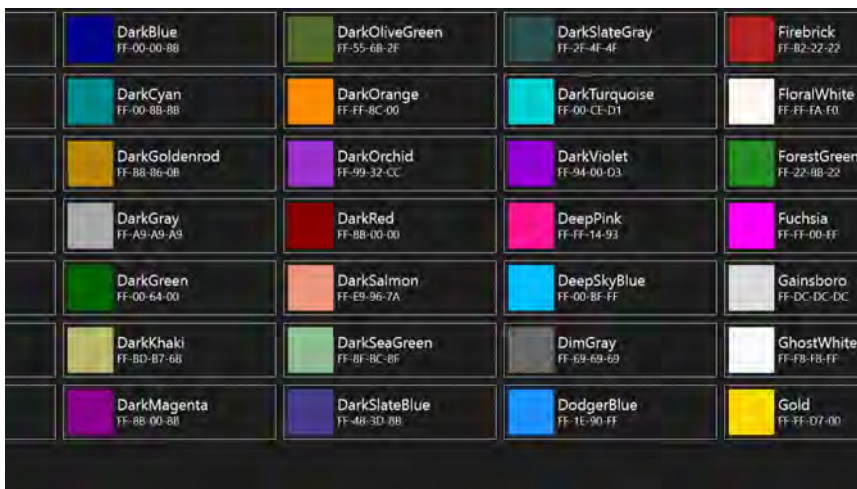 DarkBlue
FF-00-00-8B
DarkCyan
FF-00-8B-8B
DarkGoldenrod
FF-B8-86-0B
DarkGray
FF-A9-A9-A9
DarkGreen
FF-00-64-00
DarkKhaki
FF-BD-B7-6B
DarkMagenta
FF-8B-00-8B
DarkOliveGreen
FF-55-6B-2F
DarkOrange
FF-FF-8C-00
DarkOrchid
FF-99-32-CC
DarkRed
FF-8B-00-00
DarkSalmon
FF-E9-96-7A
DarkSeaGreen
FF-8F-BC-8F
DarkSlateBlue
FF-48-3D-8B
DarkSlateGray
FF-2F-4F-4F
DarkTurquoise
FF-00-CE-D1
DarkViolet
FF-94-00-D3
DeepPink
FF-FF-14-93
DeepSkyBlue
FF-00-BF-FF
DimGray
FF-69-69-69
DodgerBlue
FF-1E-90-FF
Firebrick
FF-B2-22-22
FloralWhite
FF-FF-FA-F0
ForestGreen
FF-22-8B-22
Fuchsia
FF-FF-00-FF
Gainsboro
FF-DC-DC-DC
GhostWhite
FF-F8-F8-FF
Gold
FF-FF-D7-00